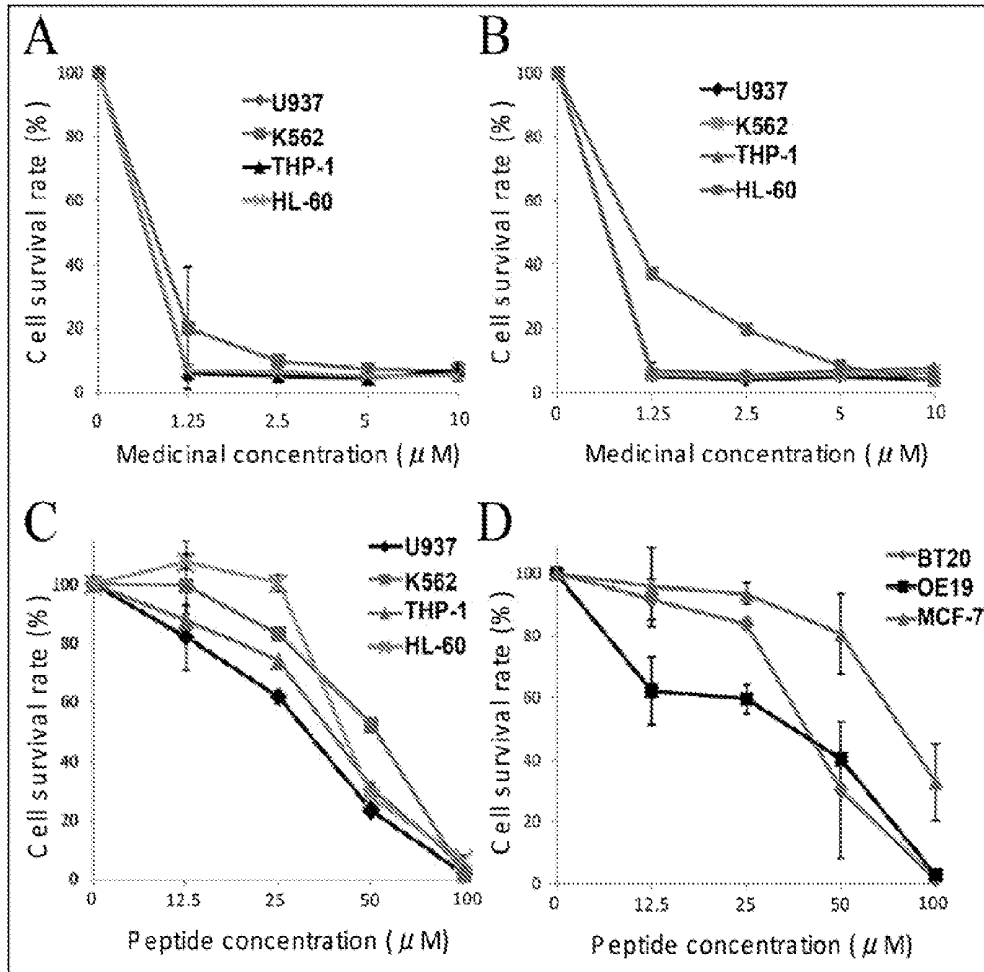 A
Cell survival rate (%)
100
80
60
40
20
0
U937
K562
THP-1
HL-60
0 1.25 2.5 5 10
Medicinal concentration ( μ M)
B
Cell survival rate (%)
100
80
60
40
20
0
U937
K562
THP-1
HL-60
0 1.25 2.5 5 10
Medicinal concentration ( μ M)
C
Cell survival rate (%)
100
80
60
40
20
0
U937
K562
THP-1
HL-60
0 12.5 25 50 100
Peptide concentration ( μ M)
D
Cell survival rate (%)
100
80
60
40
20
0
BT20
OE19
MCF-7
0 12.5 25 50 100
Peptide concentration ( μ M)